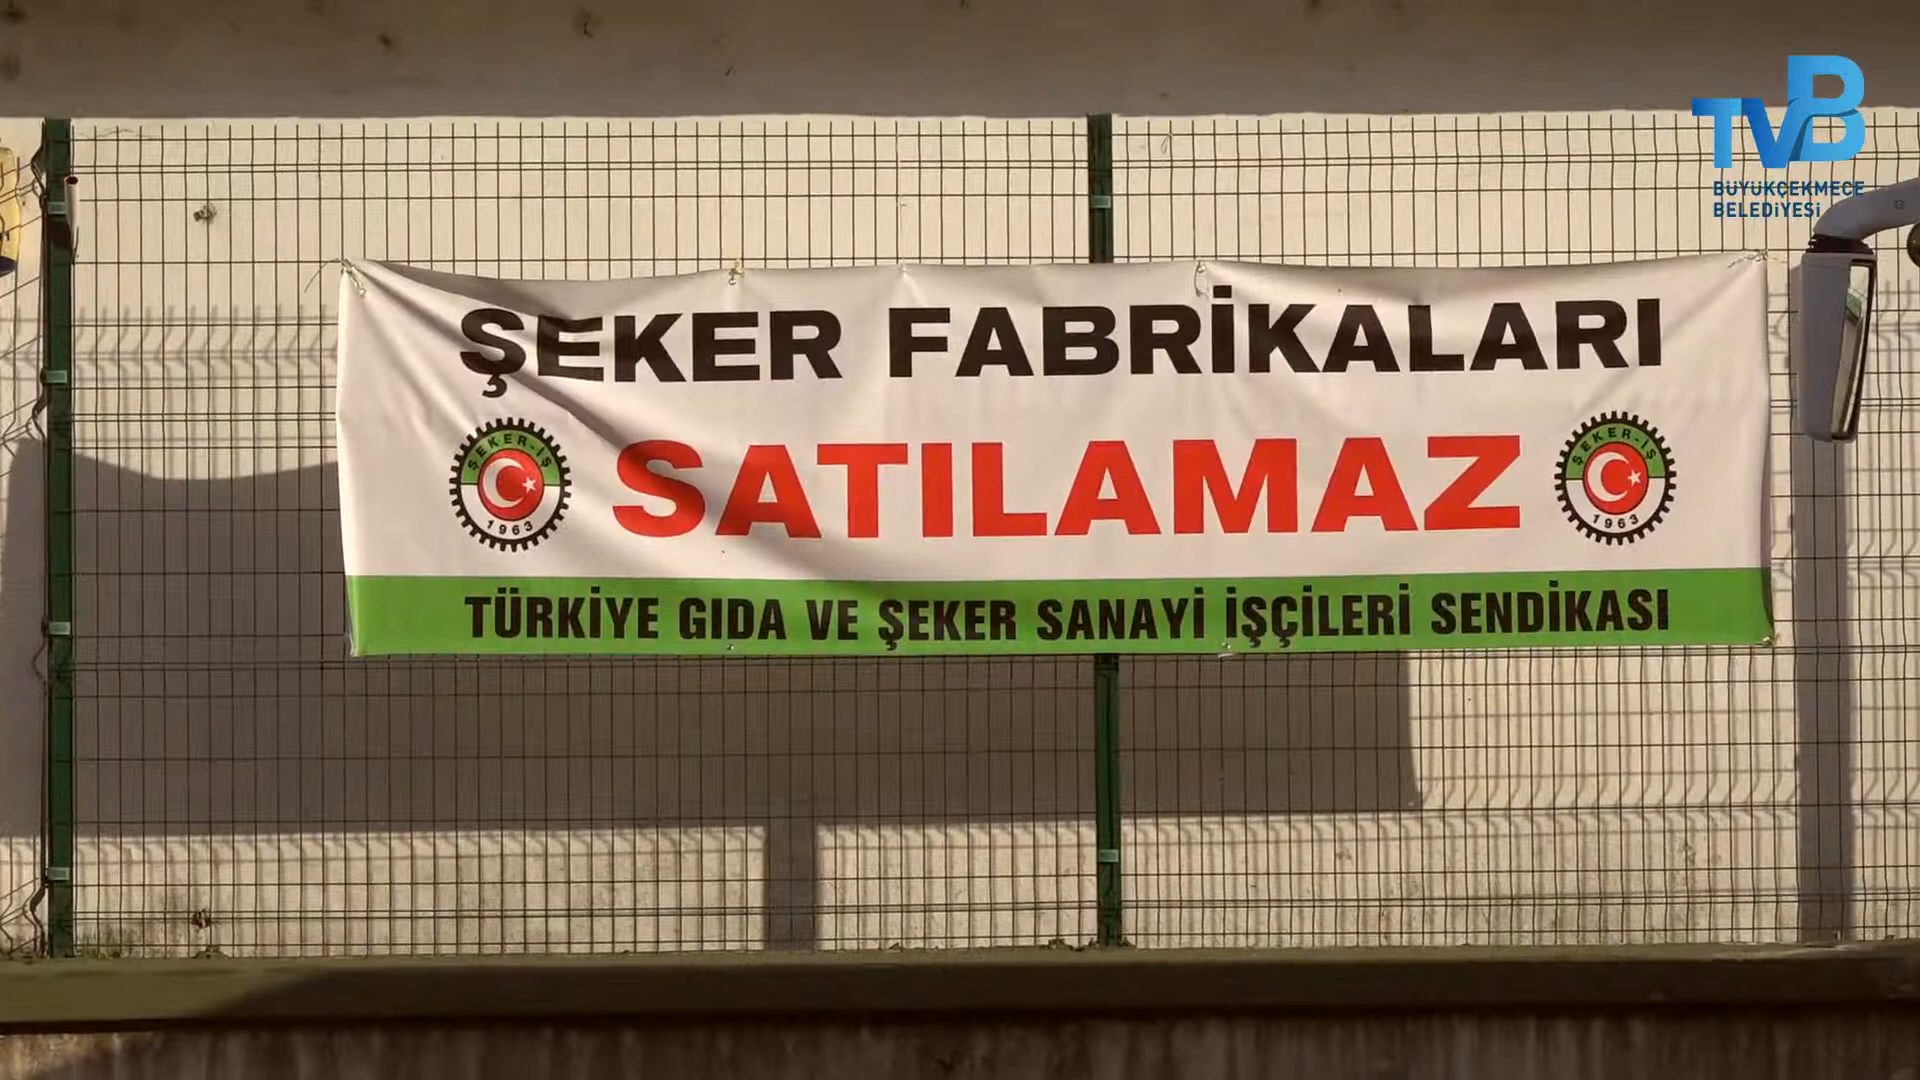 TVB
BÜYÜKÇEKMECE
BELEDİYESİ
ŞEKER FABRİKALARI
ŞEKER-İŞ
1963
SATILAMAZ
ŞEKER-İŞ
1963
TÜRKİYE GIDA VE ŞEKER SANAYİ İŞÇİLERİ SENDİKASI